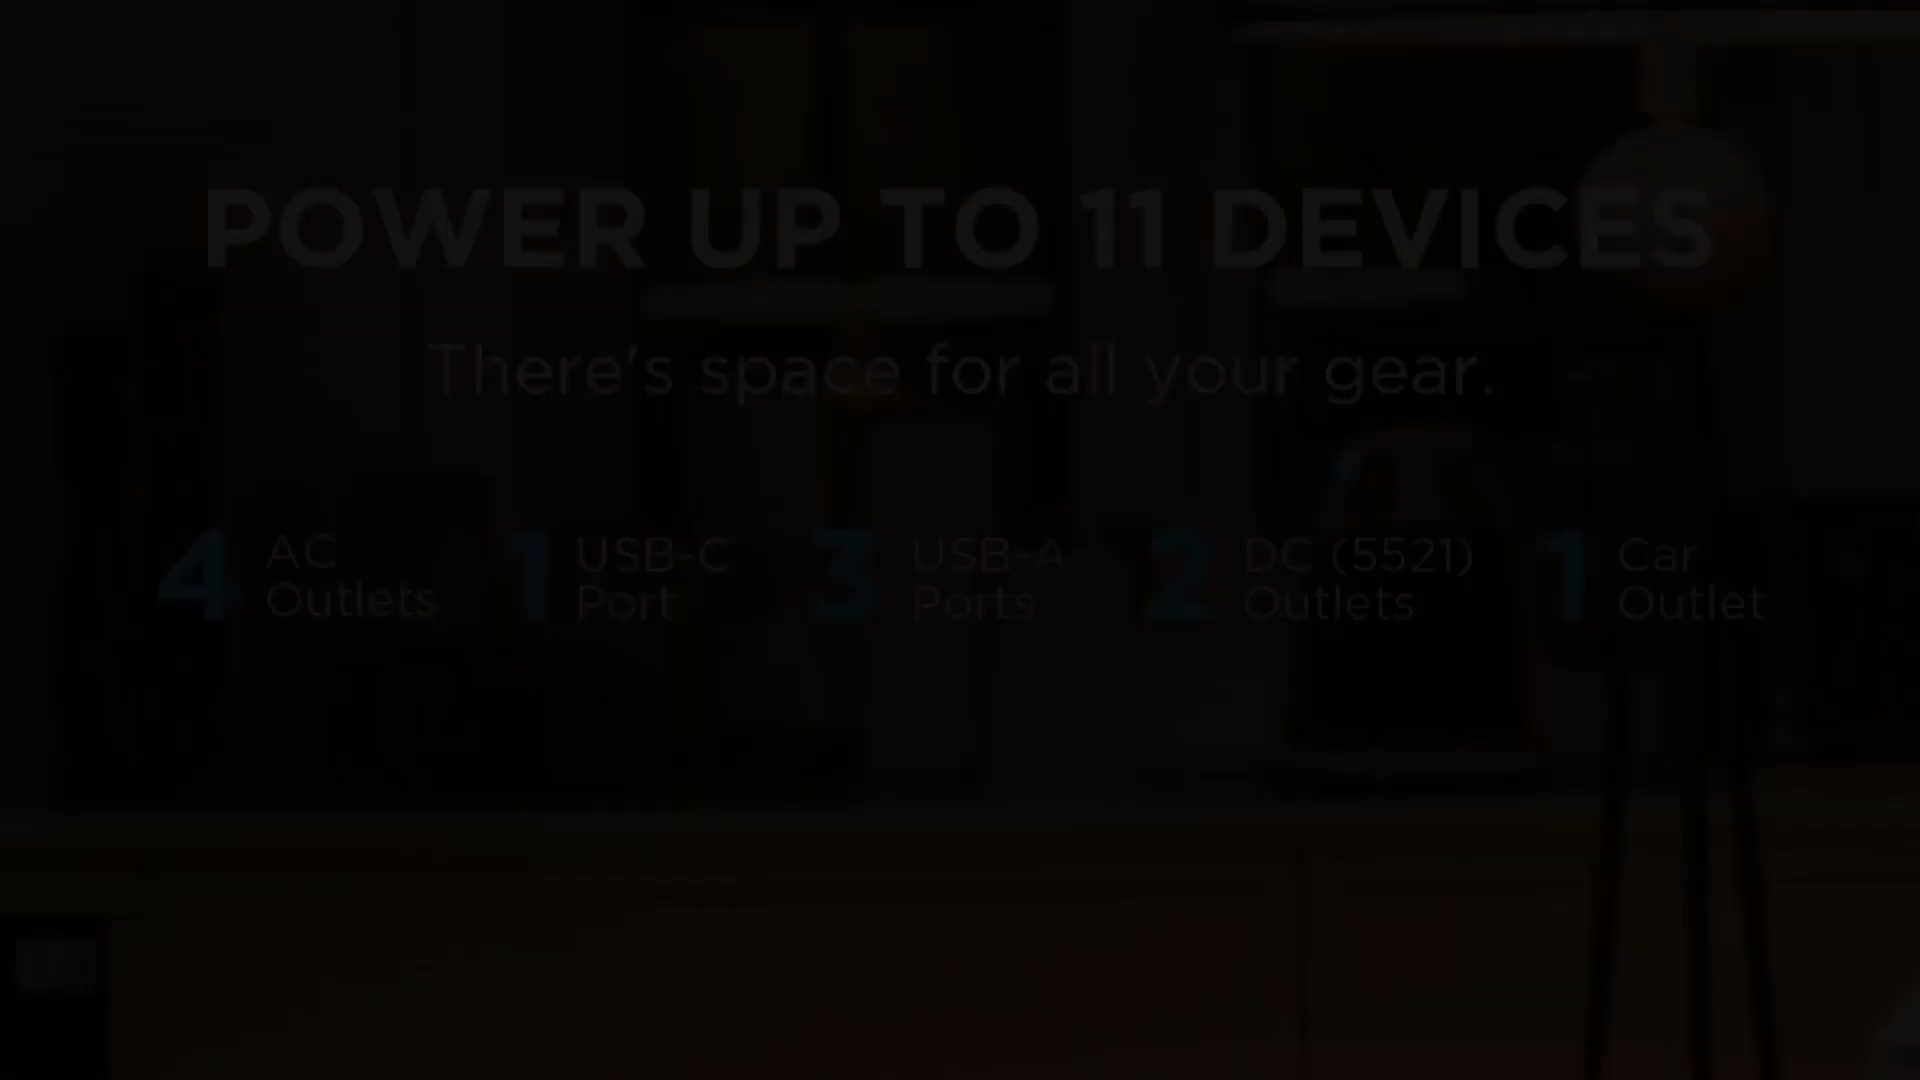 POWER UP TO 11 DEVICES
There's space for all your gear.
4 AC Outlets
1 USB-C Port
3 USB-A Ports
2 DC (5521) Outlets
1 Car Outlet